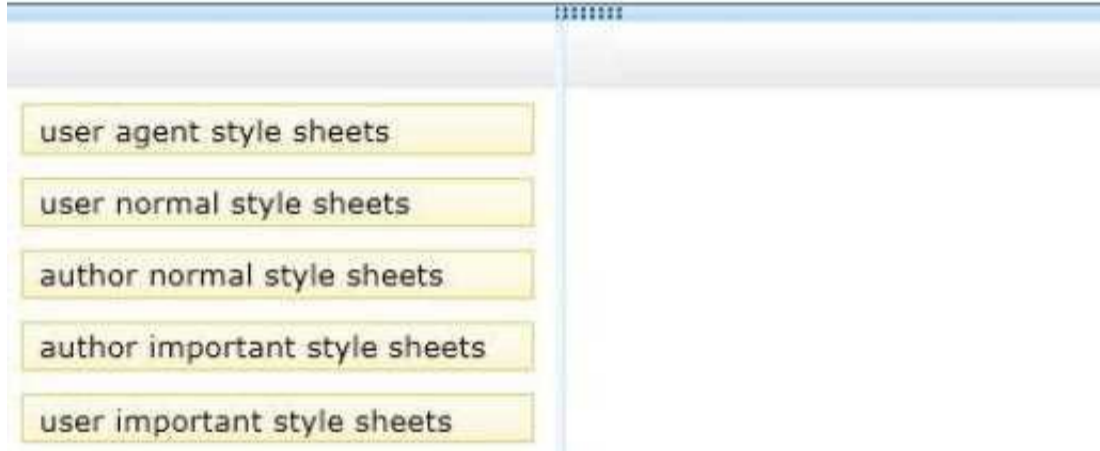 user agent style sheets
user normal style sheets
author normal style sheets
author important style sheets
user important style sheets